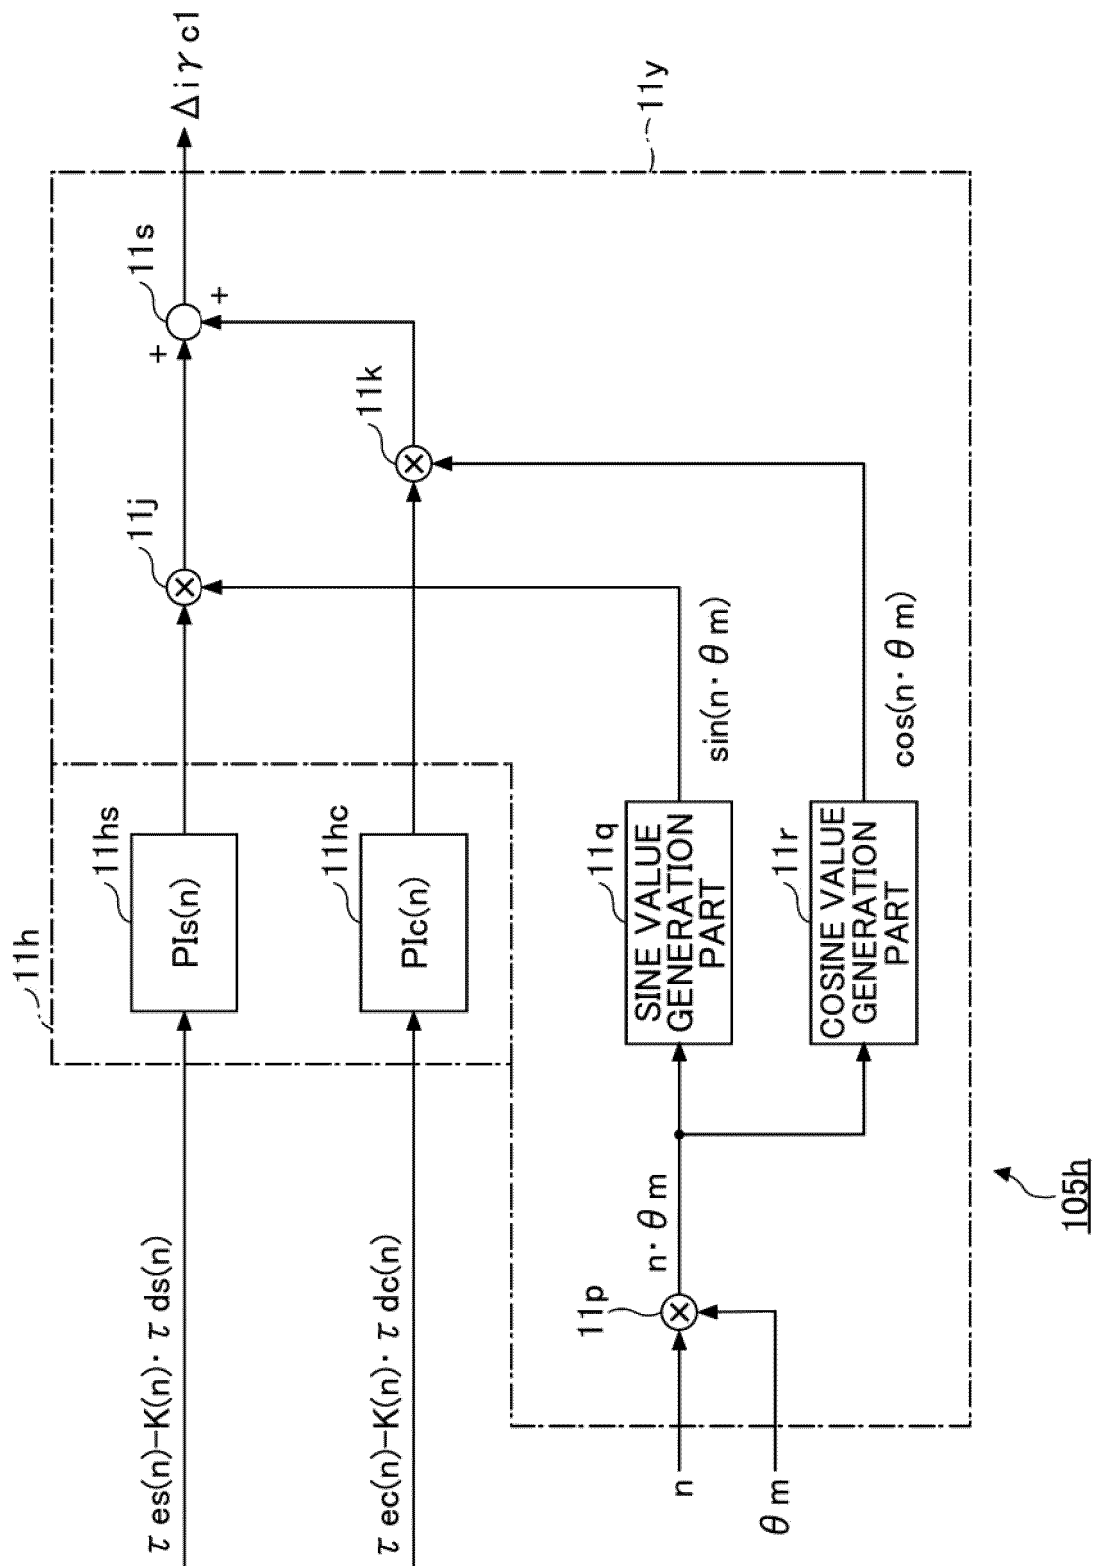 11h
τes(n)−K(n)·τds(n)
11hs
PIs(n)
11j
+
11s
+
Δiγc1
τec(n)−K(n)·τdc(n)
11hc
PIc(n)
11k
11y
n
θm
11p
n·θm
11q
SINE VALUE
GENERATION
PART
sin(n·θm)
11r
COSINE VALUE
GENERATION
PART
cos(n·θm)
105h